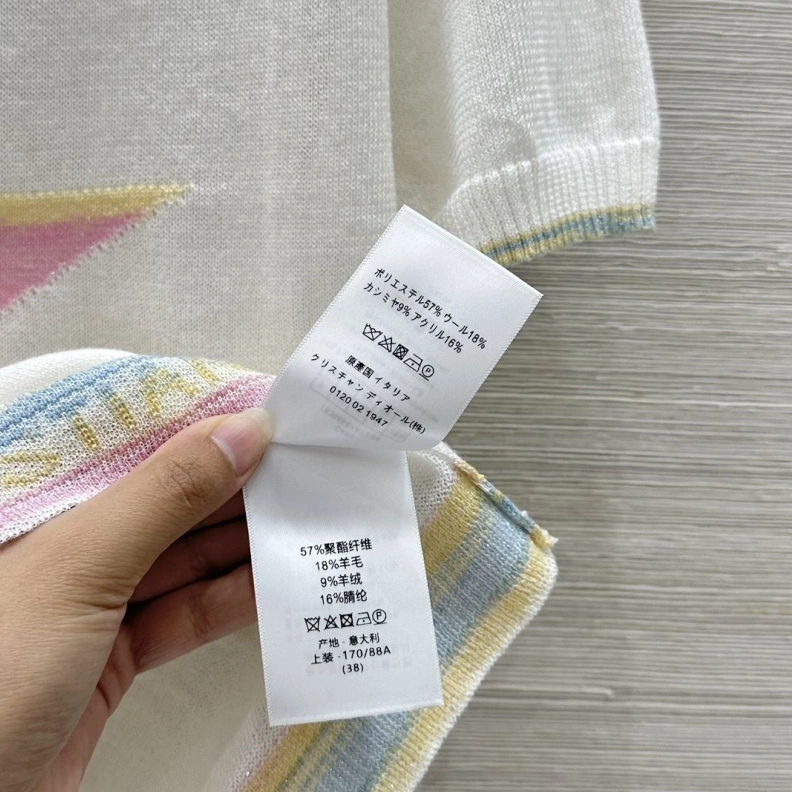 ポリエステル57% ウール18%
カシミヤ9% アクリル16%
P
原産国 イタリア
クリスチャン ディオール(株)
0120 02 1947
57%聚酯纤维
18%羊毛
9%羊绒
16%腈纶
P
产地·意大利
上装·170/88A
(38)